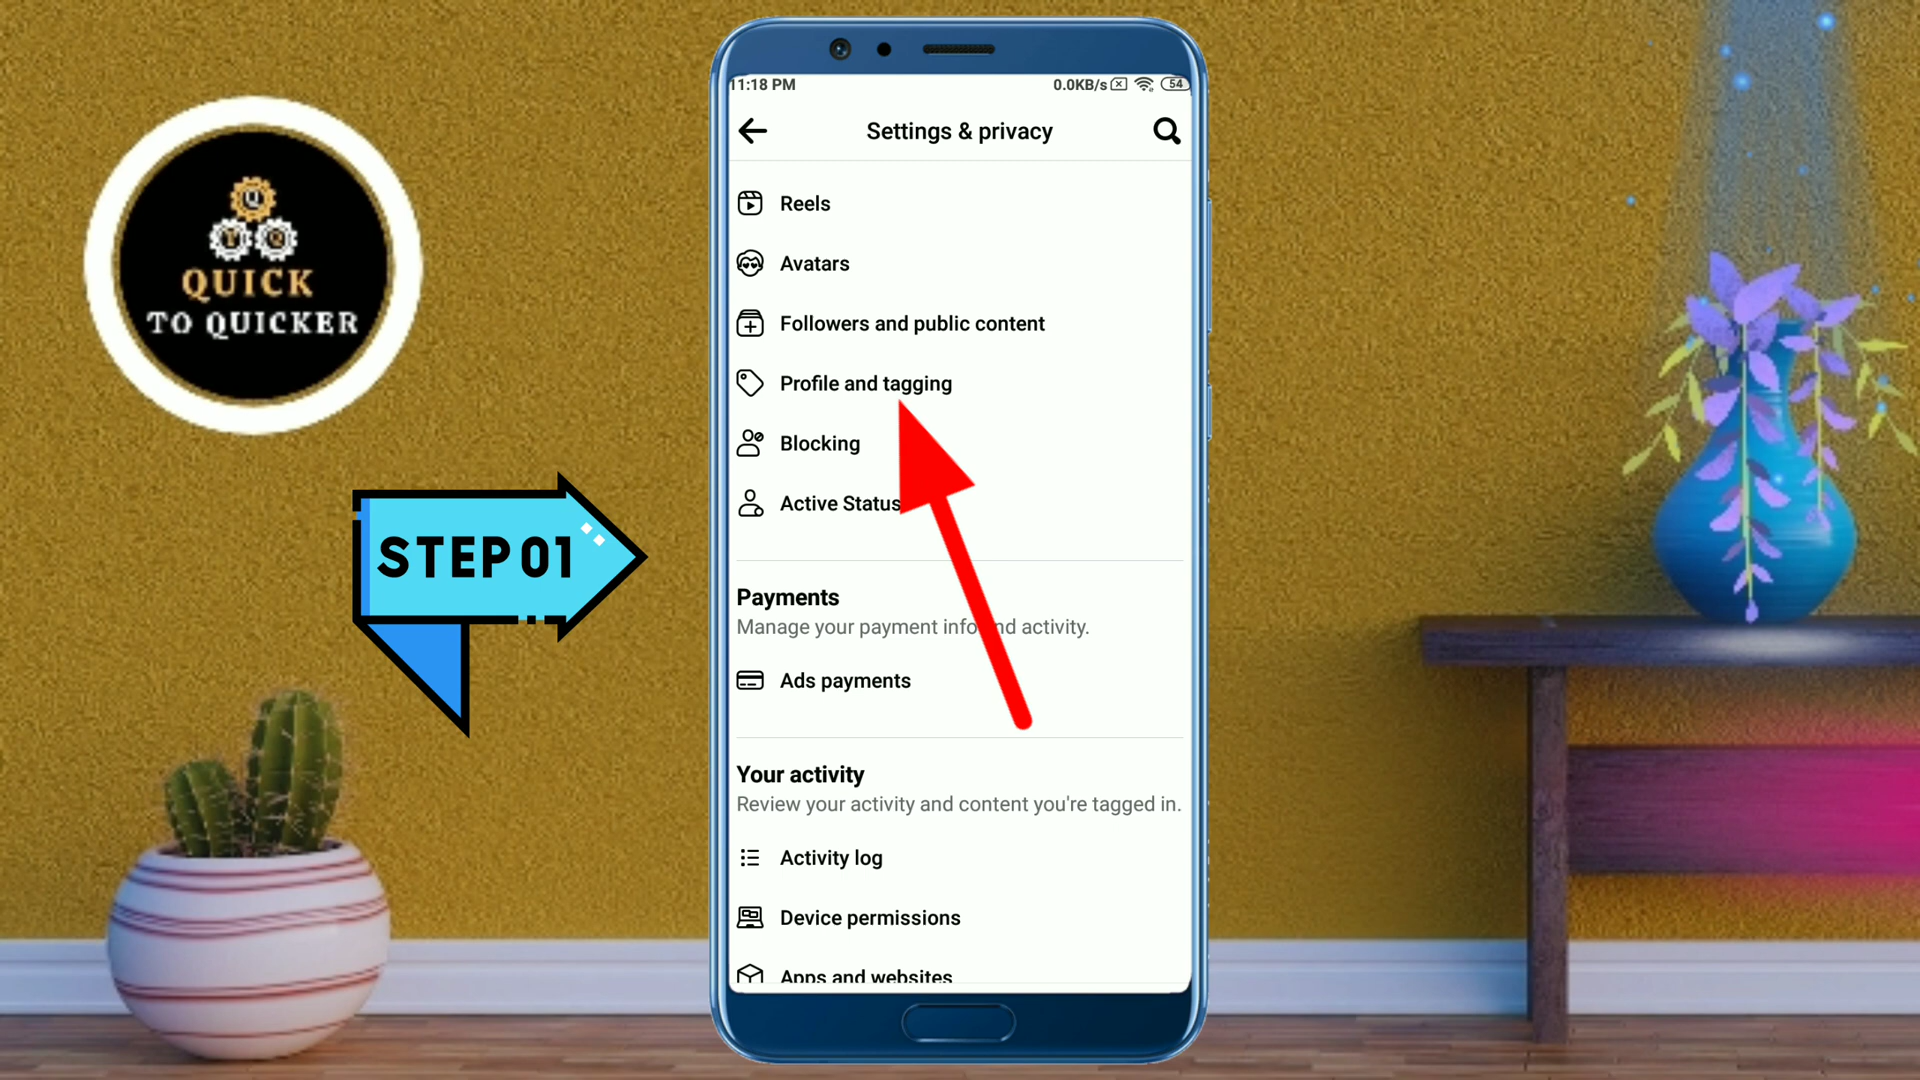 QUICK
TO QUICKER
STEP 01
11:18 PM
0.0KB/s
54
Settings & privacy
Reels
Avatars
Followers and public content
Profile and tagging
Blocking
Active Status
Payments
Manage your payment info nd activity.
Ads payments
Your activity
Review your activity and content you're tagged in.
Activity log
Device permissions
Apps and websites